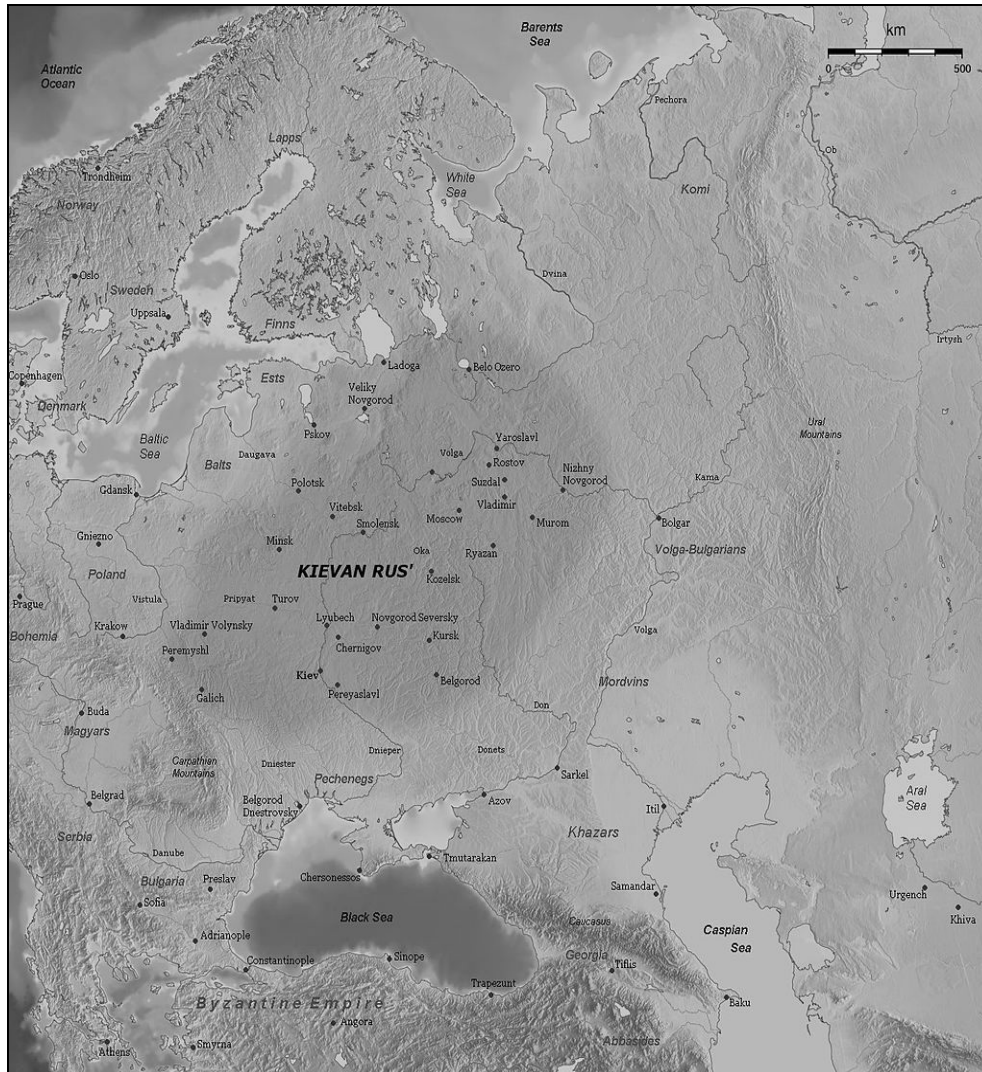 Barents
Sea
km
0
500
Atlantic
Ocean
Pechora
Lapps
Ob
Trondheim
White
Sea
Komi
Norway
Dvina
Oslo
Sweden
Uppsala
Finns
Irtysh
Ladoga
Belo Ozero
Copenhagen
Ests
Veliky
Novgorod
Denmark
Pskov
Ural
Mountains
Baltic
Sea
Daugava
Yaroslavl
Volga
Balts
Rostov
Nizhny
Novgorod
Suzdal
Kama
Gdansk
Polotsk
Vladimir
Vitebsk
Moscow
Murom
Bolgar
Smolensk
Gniezno
Minsk
Oka
Ryazan
Volga-Bulgarians
KIEVAN RUS'
Poland
Kozelsk
Prague
Vistula
Pripyat
Turov
Lyubech
Novgorod Seversky
Vladimir Volynsky
Volga
Bohemia
Krakow
Chernigov
Kursk
Peremyshl
Kiev
Belgorod
Mordvins
Galich
Pereyaslavl
Don
Buda
Magyars
Dnieper
Donets
Carpathian
Mountains
Dniester
Sarkel
Pechenegs
Aral
Sea
Belgrad
Belgorod
Dnestrovsky
Azov
Itil
Serbia
Khazars
Danube
Tmutarakan
Bulgaria
Preslav
Chersonessos
Samandar
Urgench
Sofia
Khiva
Black Sea
Caucasus
Caspian
Sea
Adrianople
Georgia
Constantinople
Sinope
Tiflis
Trapezunt
Byzantine Empire
Baku
Angora
Athens
Smyrna
Abbasides